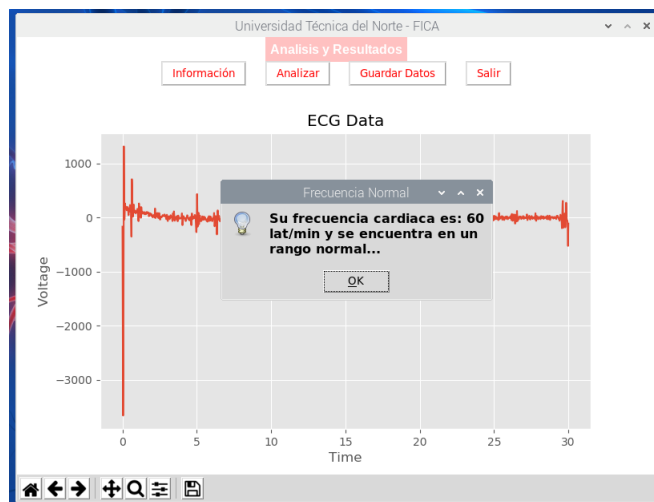 Universidad Técnica del Norte - FICA
Analisis y Resultados
Información Analizar Guardar Datos Salir
ECG Data
Frecuencia Normal
Su frecuencia cardiaca es: 60
lat/min y se encuentra en un
rango normal...
OK
Voltage
1000
0
−1000
−2000
−3000
0 5 10 15 20 25 30
Time